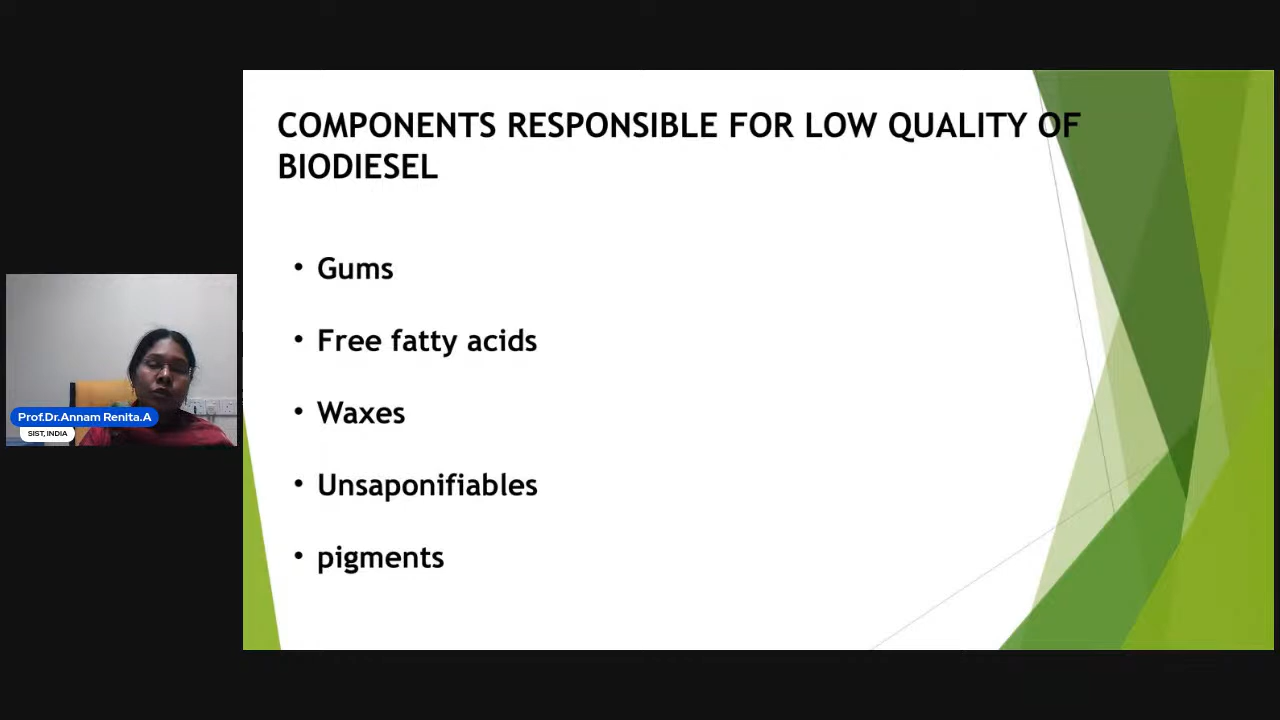 COMPONENTS RESPONSIBLE FOR LOW QUALITY OF
BIODIESEL
• Gums
• Free fatty acids
• Waxes
• Unsaponifiables
• pigments
Prof.Dr.Annam Renita.A
SIST, INDIA